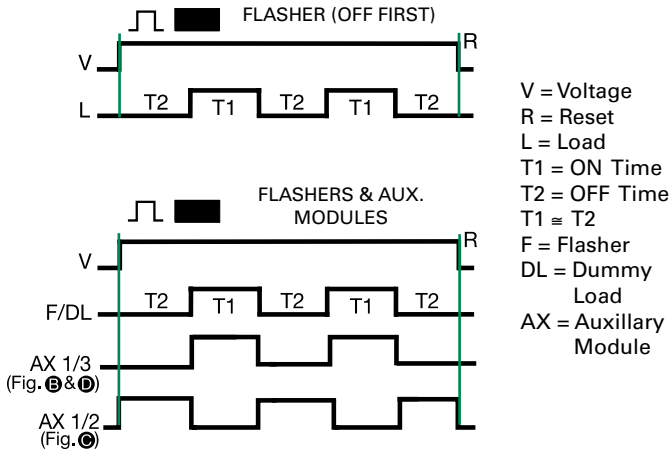 FLASHER (OFF FIRST)
R
V
L T2 T1 T2 T1 T2
FLASHERS & AUX.
MODULES
R
V
F/DL T2 T1 T2 T1 T2
AX 1/3
(Fig. B & D)
AX 1/2
(Fig. C)
V = Voltage
R = Reset
L = Load
T1 = ON Time
T2 = OFF Time
T1 ≅ T2
F = Flasher
DL = Dummy
Load
AX = Auxillary
Module